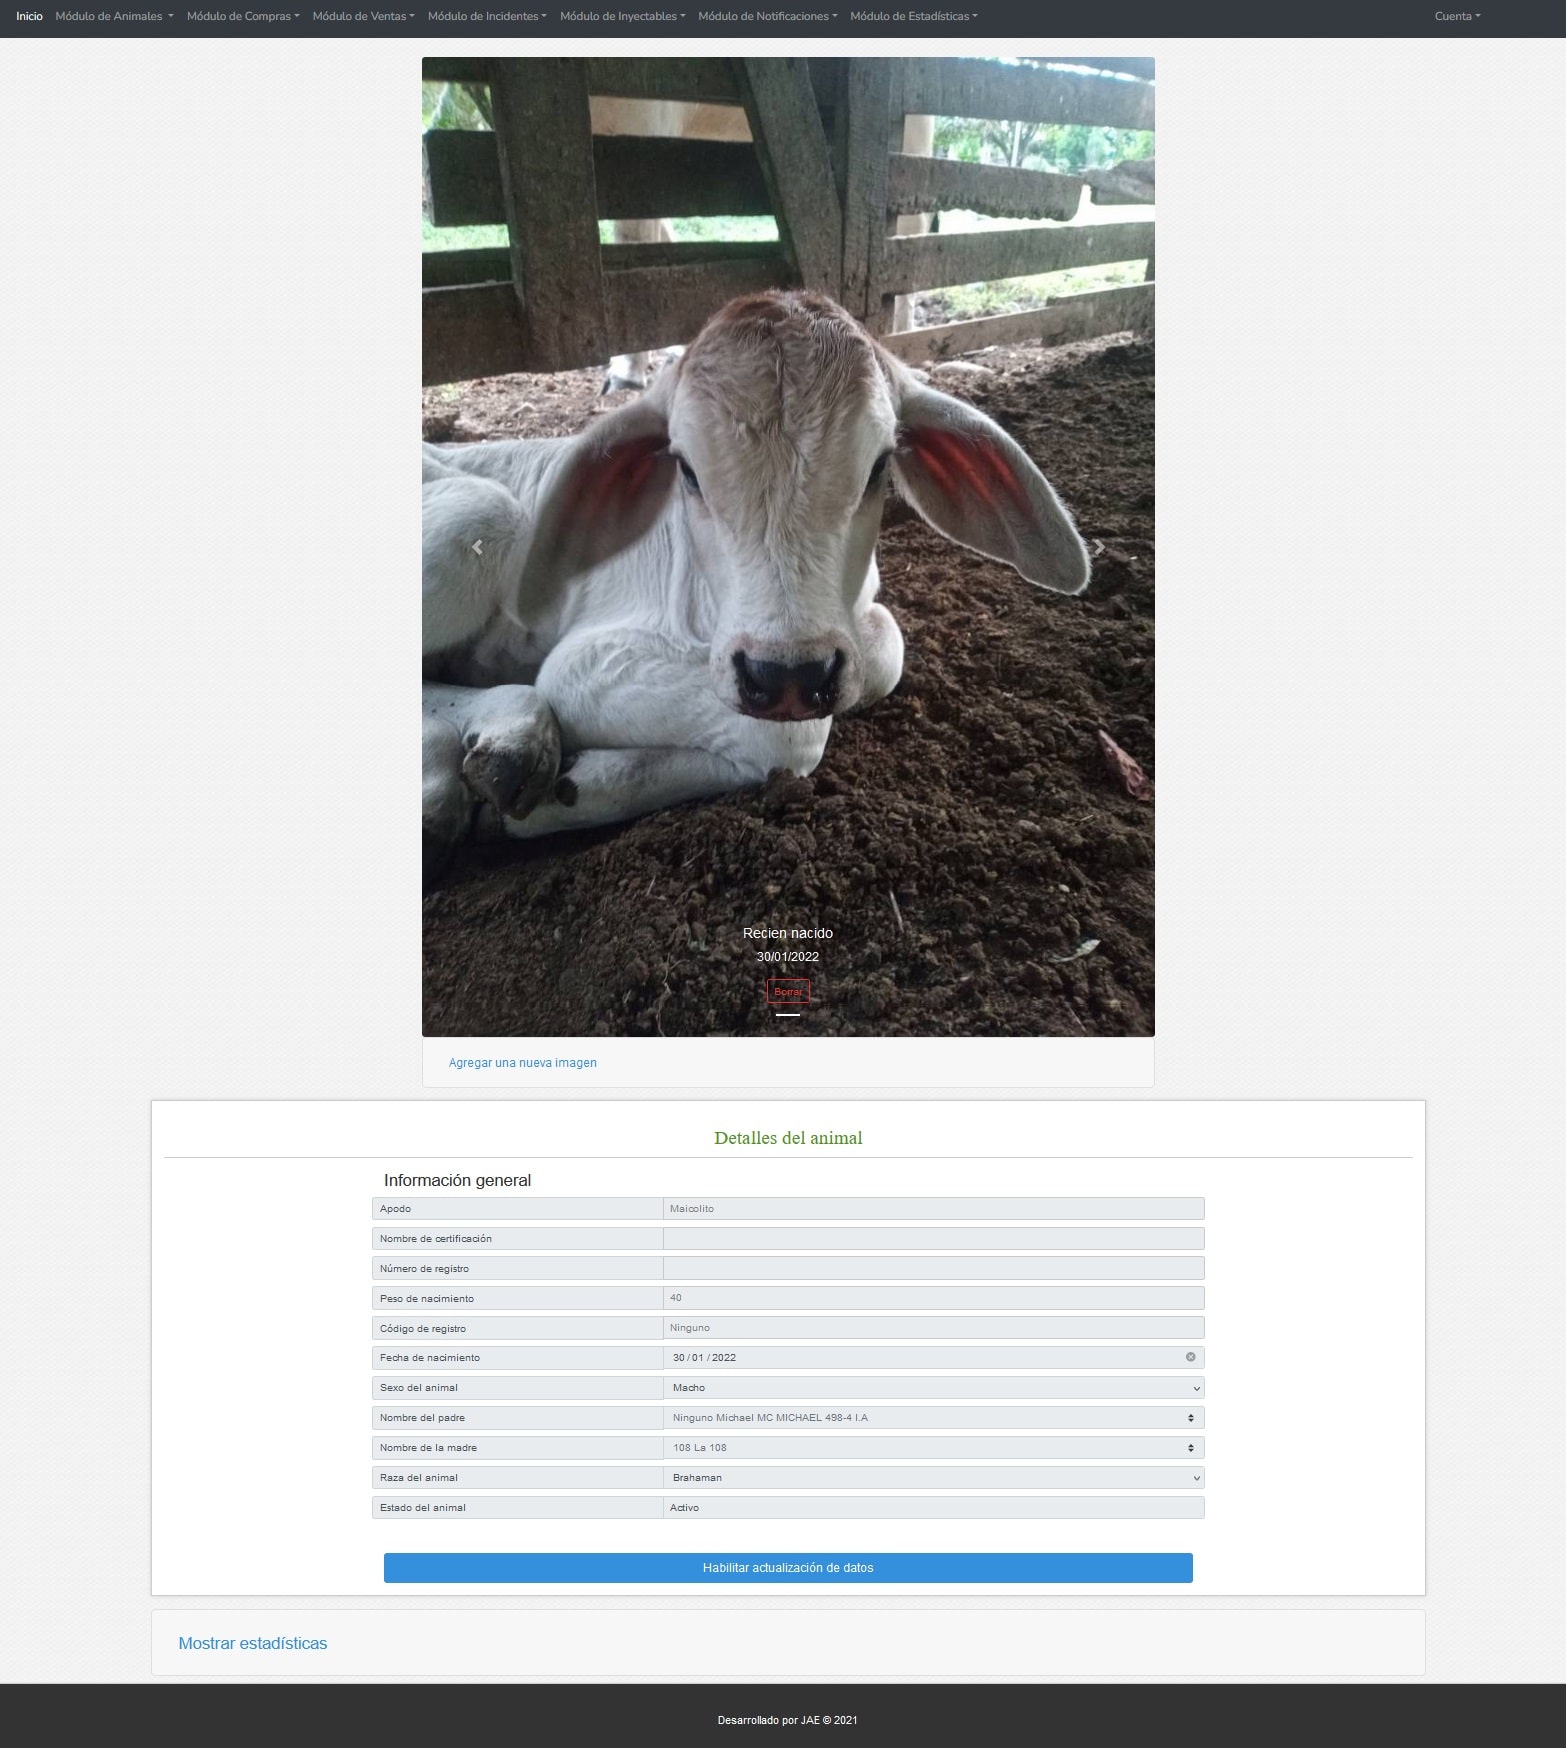 Inicio Módulo de Animales Módulo de Compras Módulo de Ventas Módulo de Incidentes Módulo de Inyectables Módulo de Notificaciones Módulo de Estadísticas Cuenta
Recien nacido
30/01/2022
Borrar
Agregar una nueva imagen
Detalles del animal
Información general
Apodo Maicolito
Nombre de certificación
Número de registro
Peso de nacimiento 40
Código de registro Ninguno
Fecha de nacimiento 30 / 01 / 2022
Sexo del animal Macho
Nombre del padre Ninguno Michael MC MICHAEL 498-4 I.A
Nombre de la madre 108 La 108
Raza del animal Brahaman
Estado del animal Activo
Habilitar actualización de datos
Mostrar estadísticas
Desarrollado por JAE © 2021